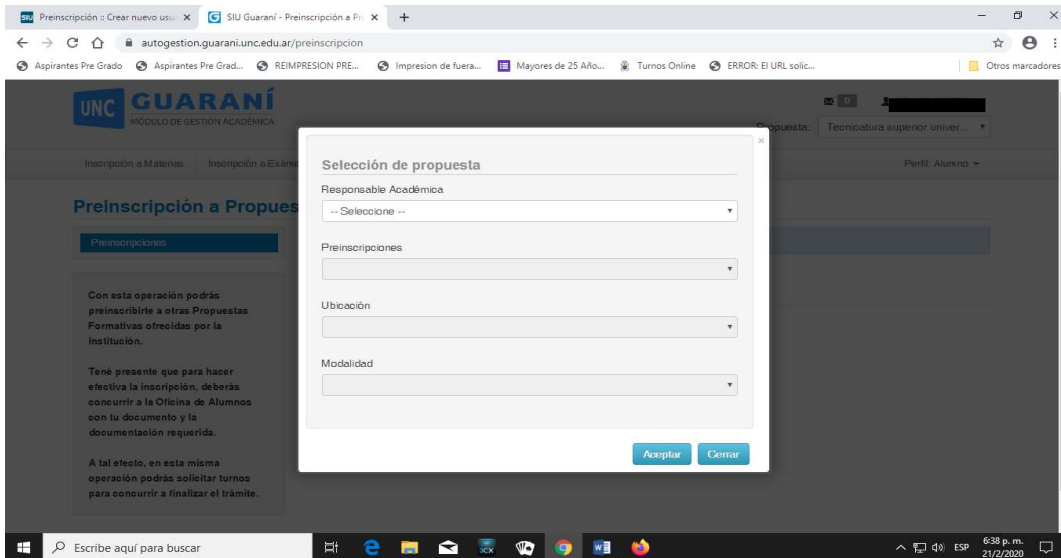 Preinscripción :: Crear nuevo usu
SIU Guaraní - Preinscripción a Pr
autogestion.guarani.unc.edu.ar/preinscripcion
Aspirantes Pre Grado
Aspirantes Pre Grad...
REIMPRESION PRE...
Impresion de fuera...
Mayores de 25 Año...
Turnos Online
ERROR: El URL solic...
Otros marcadores
UNC GUARANÍ
MÓDULO DE GESTIÓN ACADÉMICA
0
Propuesta: Tecnicatura superior univer...
Inscripción a Materias Inscripción a Exáme
Perfil: Alumno
Preinscripción a Propues
Preinscripciones
Con esta operación podrás
preinscribirte a otras Propuestas
Formativas ofrecidas por la
Institución.
Tené presente que para hacer
efectiva la inscripción, deberás
concurrir a la Oficina de Alumnos
con tu documento y la
documentación requerida.
A tal efecto, en esta misma
operación podrás solicitar turnos
para concurrir a finalizar el trámite.
Selección de propuesta
Responsable Académica
-- Seleccione --
Preinscripciones
Ubicación
Modalidad
Aceptar Cerrar
Escribe aquí para buscar
3CX
ESP
6:38 p. m.
21/2/2020